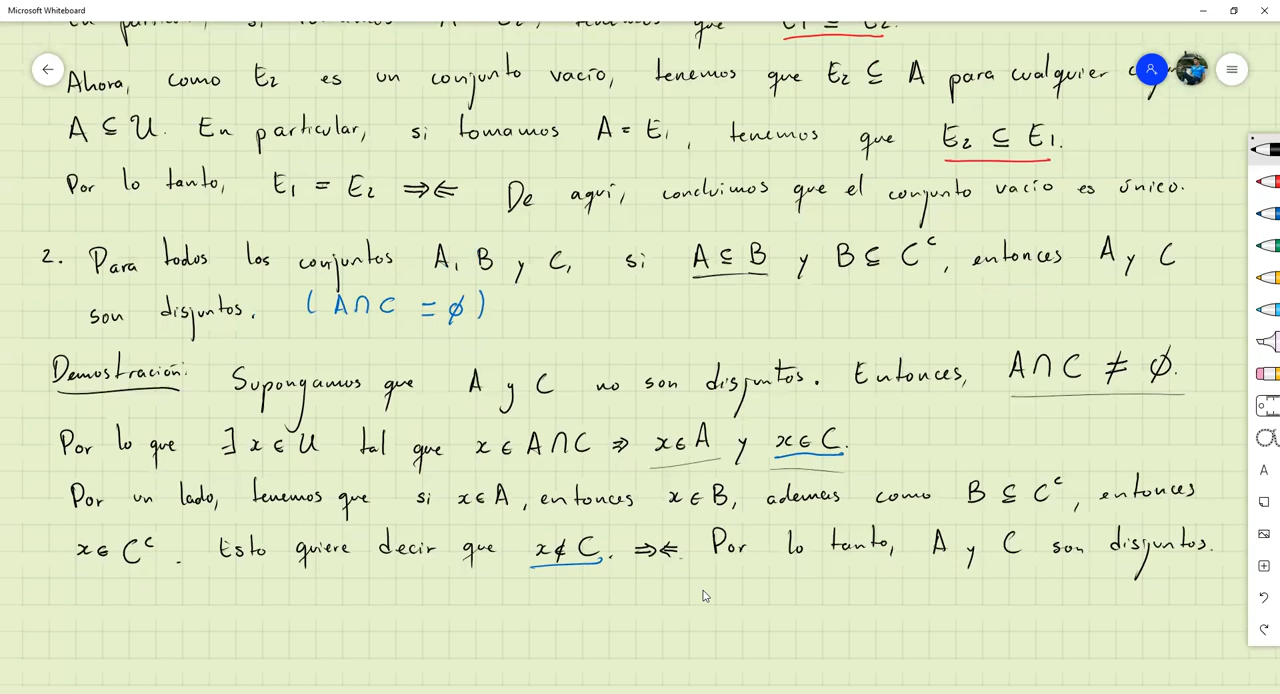 Microsoft Whiteboard
que
Ahora, como E₂ es un conjunto vacío, tenemos que E₂ ⊆ A para cualquier
A ⊆ U. En particular, si tomamos A = E₁, tenemos que E₂ ⊆ E₁.
Por lo tanto, E₁ = E₂ ⇒⇐ De aquí, concluimos que el conjunto vacío es único.
2. Para todos los conjuntos A, B y C, si A ⊆ B y B ⊆ Cᶜ, entonces A y C
son disjuntos. (A ∩ C = ∅)
Demostración: Supongamos que A y C no son disjuntos. Entonces, A ∩ C ≠ ∅.
Por lo que ∃ x ∈ U tal que x ∈ A ∩ C ⇒ x ∈ A y x ∈ C.
Por un lado, tenemos que si x ∈ A, entonces x ∈ B, ademas como B ⊆ Cᶜ, entonces
x ∈ Cᶜ. Esto quiere decir que x ∉ C. ⇒⇐. Por lo tanto, A y C son disjuntos.